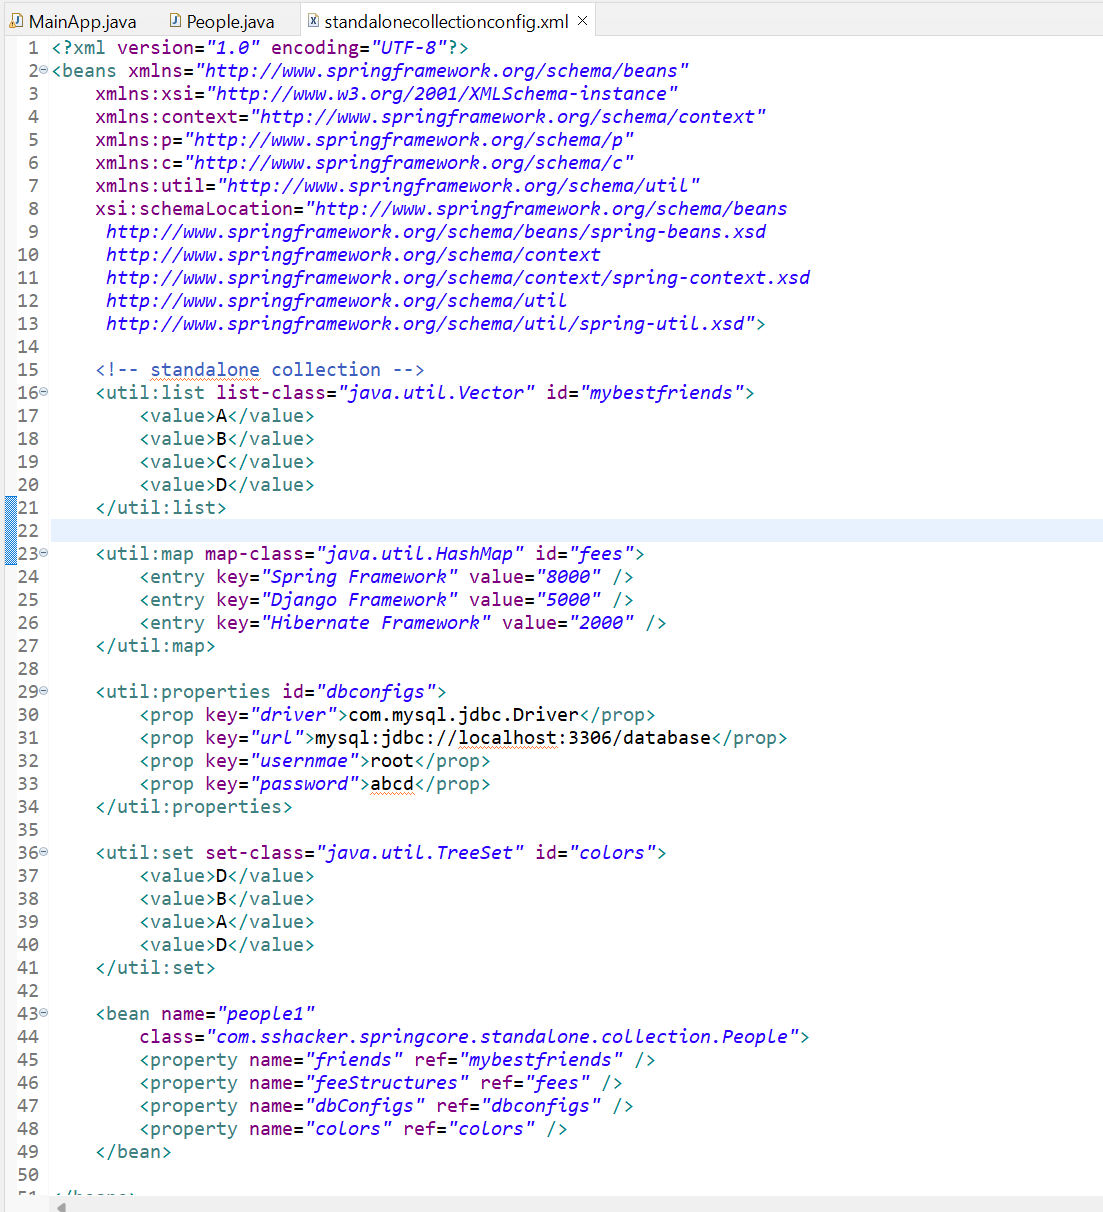 MainApp.java People.java standalonecollectionconfig.xml
1 <?xml version="1.0" encoding="UTF-8"?>
2 <beans xmlns="http://www.springframework.org/schema/beans"
3 xmlns:xsi="http://www.w3.org/2001/XMLSchema-instance"
4 xmlns:context="http://www.springframework.org/schema/context"
5 xmlns:p="http://www.springframework.org/schema/p"
6 xmlns:c="http://www.springframework.org/schema/c"
7 xmlns:util="http://www.springframework.org/schema/util"
8 xsi:schemaLocation="http://www.springframework.org/schema/beans
9 http://www.springframework.org/schema/beans/spring-beans.xsd
10 http://www.springframework.org/schema/context
11 http://www.springframework.org/schema/context/spring-context.xsd
12 http://www.springframework.org/schema/util
13 http://www.springframework.org/schema/util/spring-util.xsd">
14
15 <!-- standalone collection -->
16 <util:list list-class="java.util.Vector" id="mybestfriends">
17 <value>A</value>
18 <value>B</value>
19 <value>C</value>
20 <value>D</value>
21 </util:list>
22
23 <util:map map-class="java.util.HashMap" id="fees">
24 <entry key="Spring Framework" value="8000" />
25 <entry key="Django Framework" value="5000" />
26 <entry key="Hibernate Framework" value="2000" />
27 </util:map>
28
29 <util:properties id="dbconfigs">
30 <prop key="driver">com.mysql.jdbc.Driver</prop>
31 <prop key="url">mysql:jdbc://localhost:3306/database</prop>
32 <prop key="usernmae">root</prop>
33 <prop key="password">abcd</prop>
34 </util:properties>
35
36 <util:set set-class="java.util.TreeSet" id="colors">
37 <value>D</value>
38 <value>B</value>
39 <value>A</value>
40 <value>D</value>
41 </util:set>
42
43 <bean name="people1"
44 class="com.sshacker.springcore.standalone.collection.People">
45 <property name="friends" ref="mybestfriends" />
46 <property name="feeStructures" ref="fees" />
47 <property name="dbConfigs" ref="dbconfigs" />
48 <property name="colors" ref="colors" />
49 </bean>
50